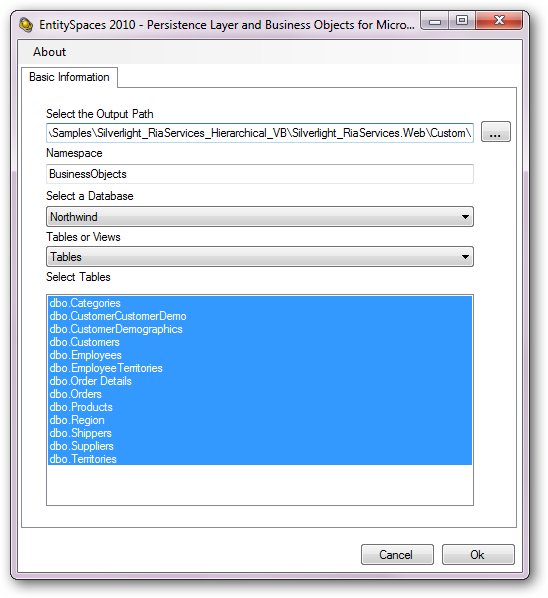 EntitySpaces 2010 - Persistence Layer and Business Objects for Micro...
About
Basic Information
Select the Output Path
\Samples\Silverlight_RiaServices_Hierarchical_VB\Silverlight_RiaServices.Web\Custom\
...
Namespace
BusinessObjects
Select a Database
Northwind
Tables or Views
Tables
Select Tables
dbo.Categories
dbo.CustomerCustomerDemo
dbo.CustomerDemographics
dbo.Customers
dbo.Employees
dbo.EmployeeTerritories
dbo.Order Details
dbo.Orders
dbo.Products
dbo.Region
dbo.Shippers
dbo.Suppliers
dbo.Territories
Cancel
Ok